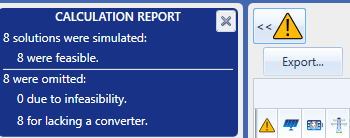 CALCULATION REPORT
8 solutions were simulated:
8 were feasible.
8 were omitted:
0 due to infeasibility.
8 for lacking a converter.
<<
Export...